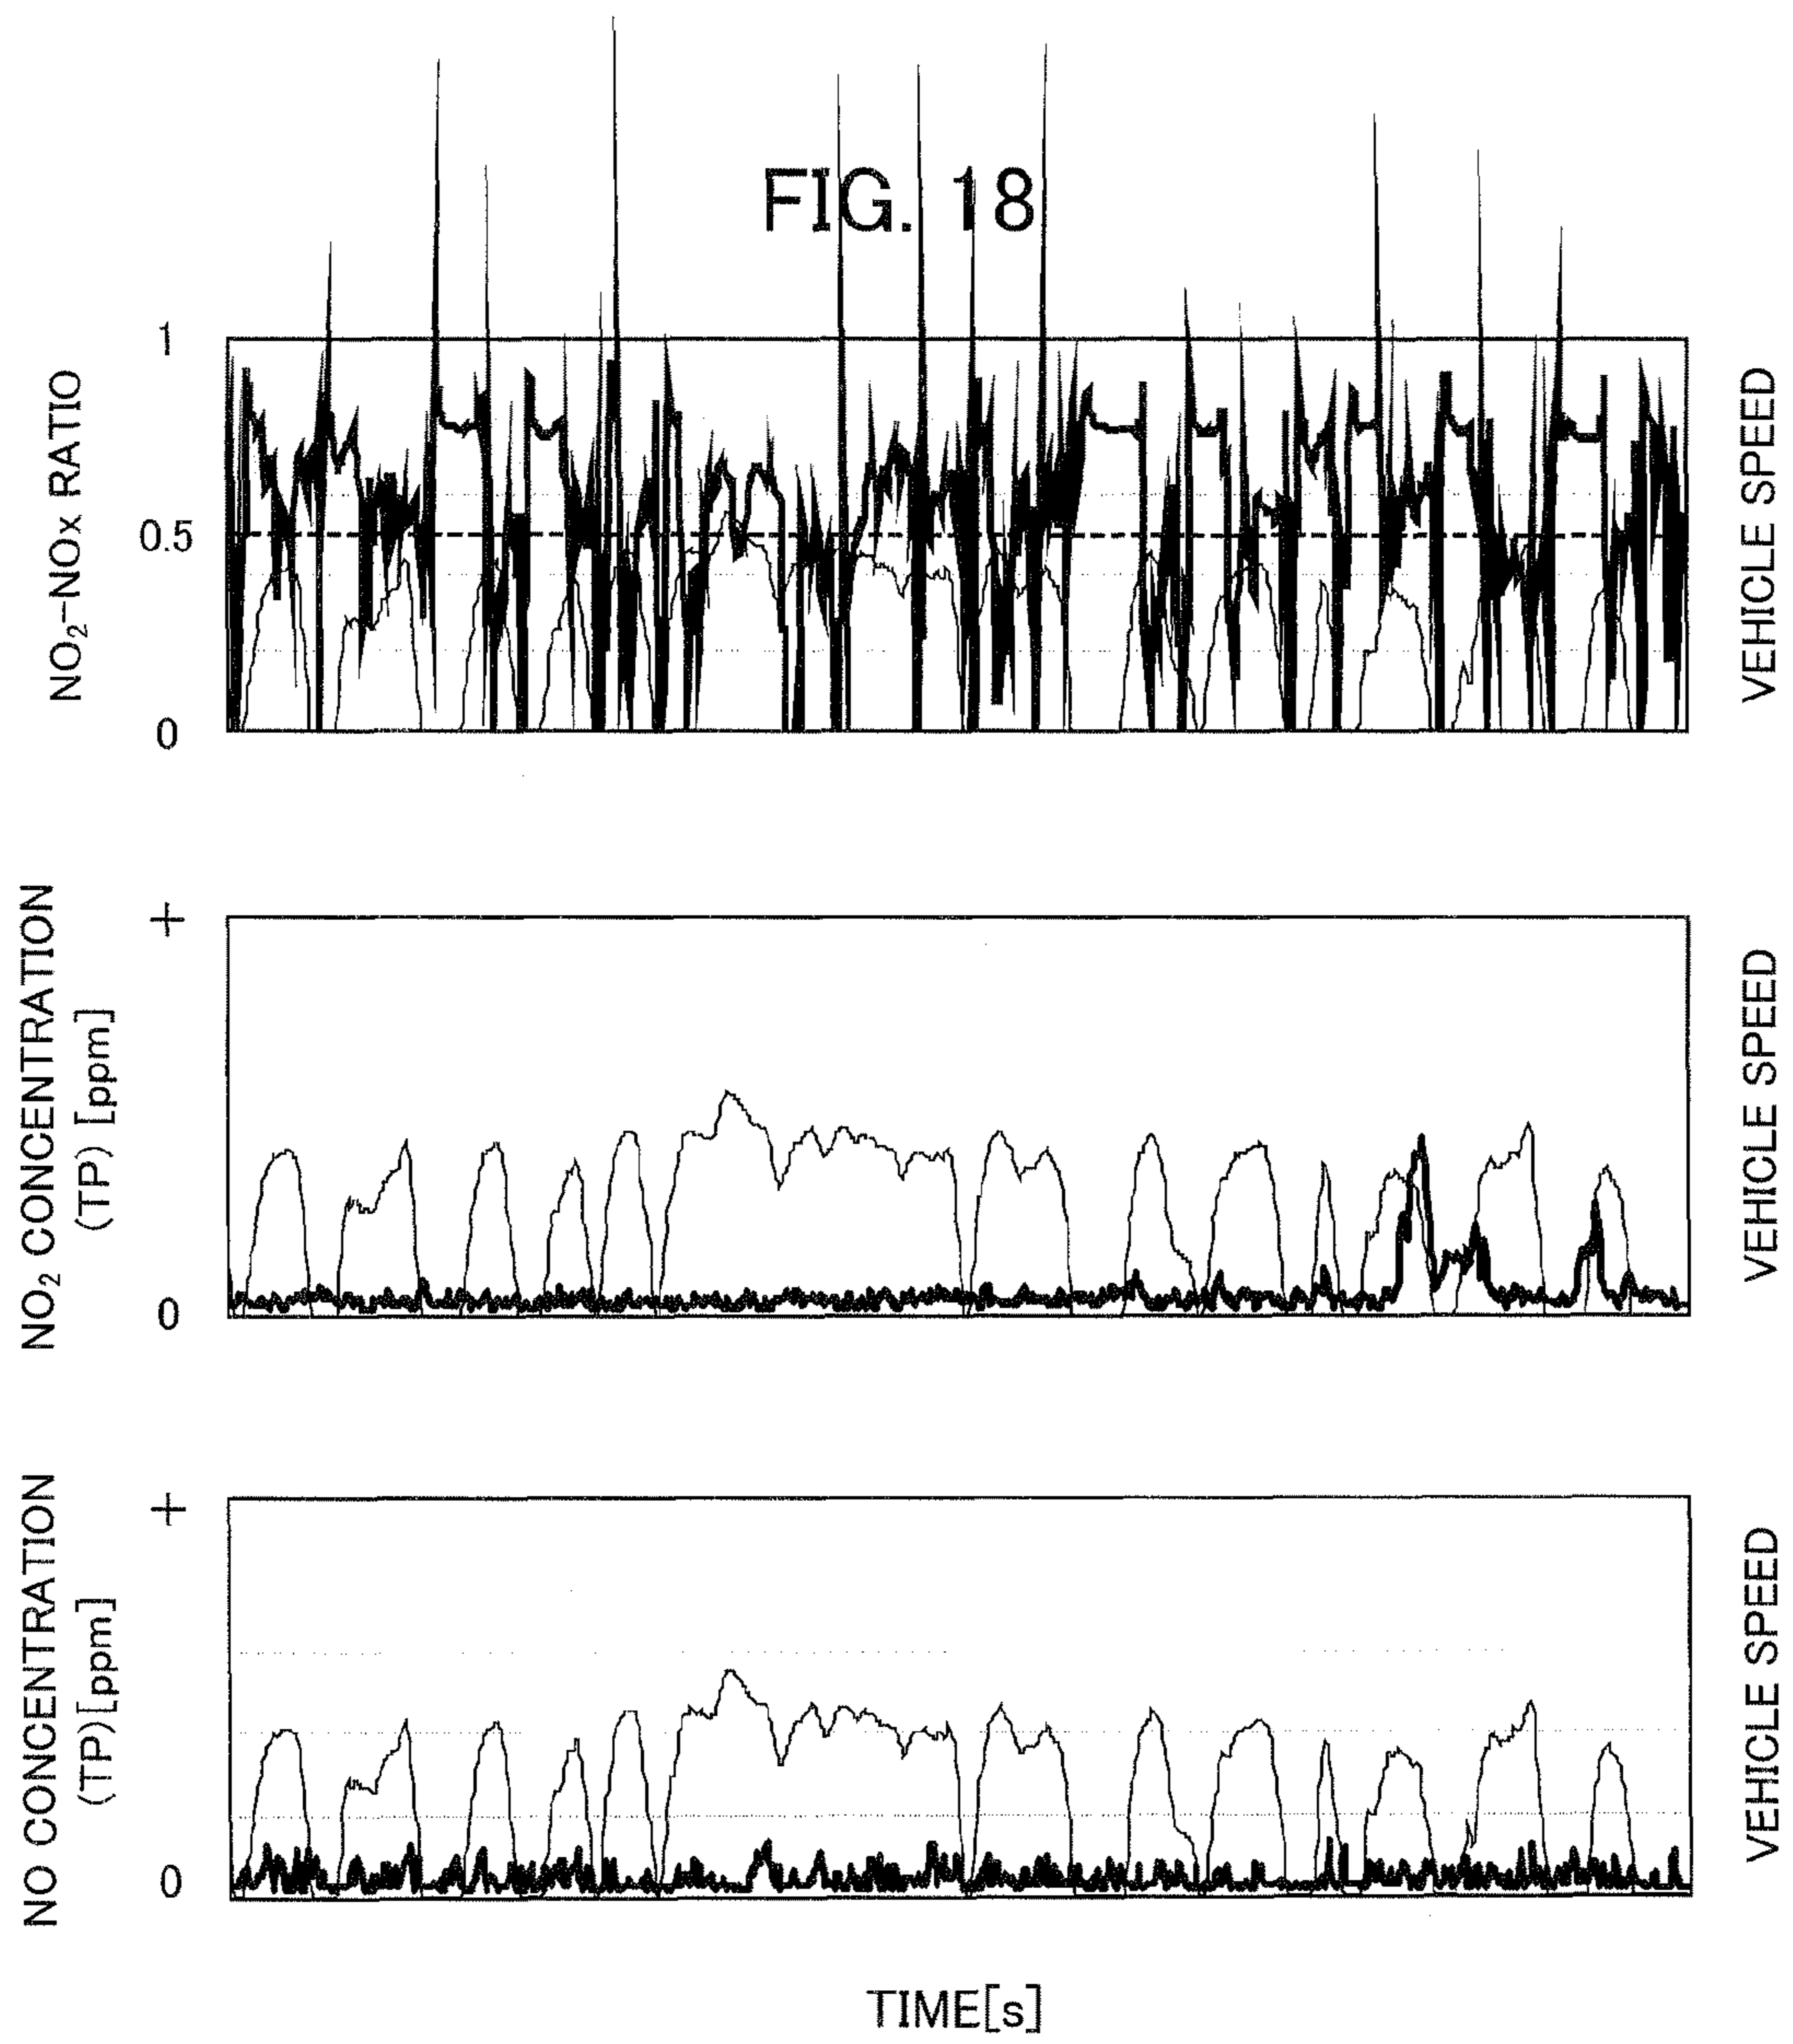 FIG. 18
NO₂-NOx RATIO
1
0.5
0
VEHICLE SPEED
NO₂ CONCENTRATION
(TP) [ppm]
+
0
VEHICLE SPEED
NO CONCENTRATION
(TP)[ppm]
+
0
VEHICLE SPEED
TIME[s]